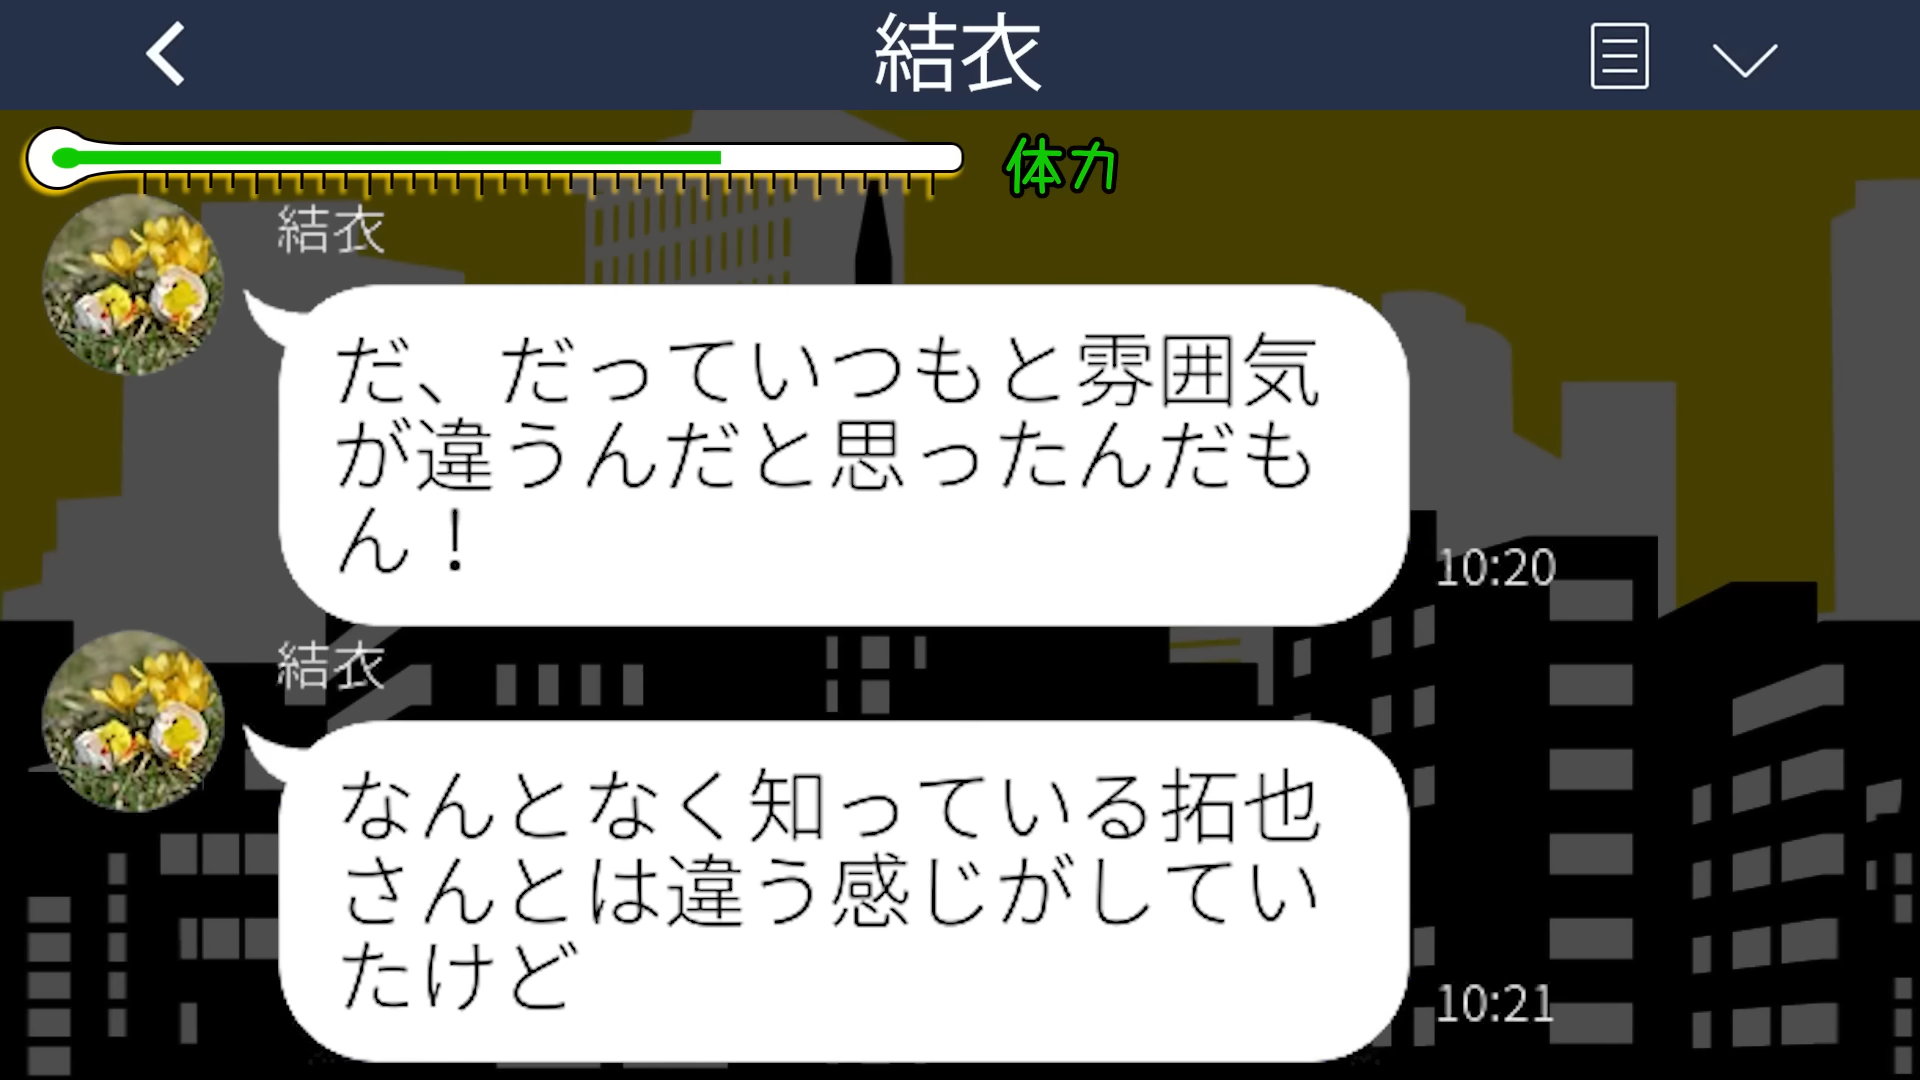 結衣
体力
結衣
だ、だっていつもと雰囲気
が違うんだと思ったんだも
ん！
10:20
結衣
なんとなく知っている拓也
さんとは違う感じがしてい
たけど
10:21